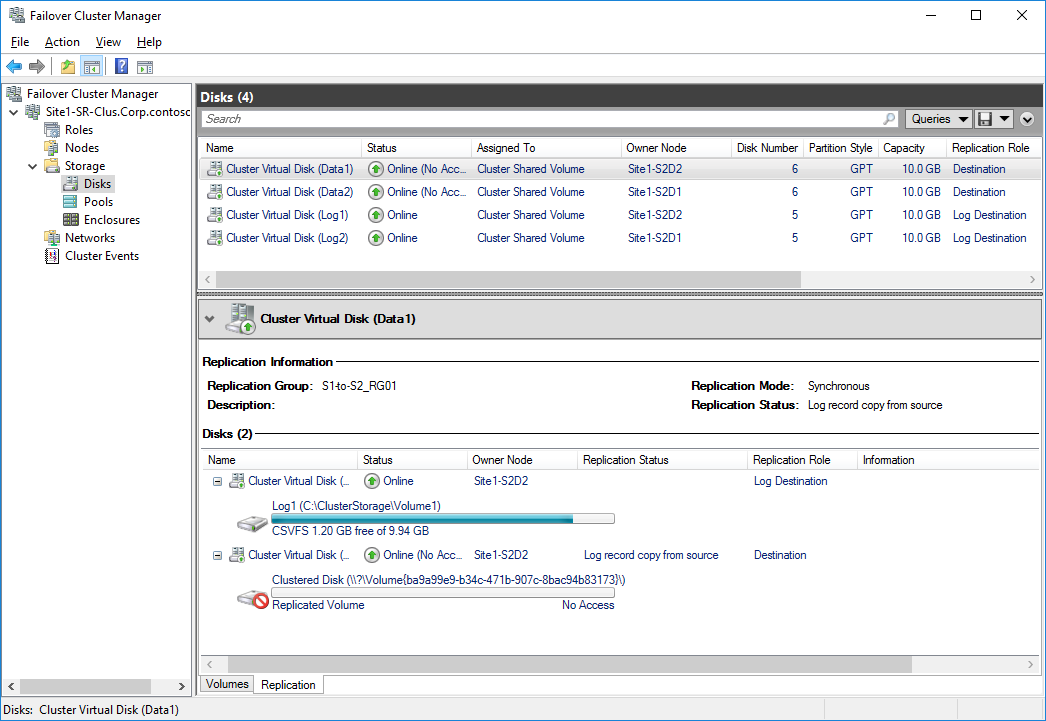 Failover Cluster Manager
File Action View Help
Failover Cluster Manager
Site1-SR-Clus.Corp.contosc
Roles
Nodes
Storage
Disks
Pools
Enclosures
Networks
Cluster Events
Disks (4)
Search
Queries
Name Status Assigned To Owner Node Disk Number Partition Style Capacity Replication Role
Cluster Virtual Disk (Data1) Online (No Acc... Cluster Shared Volume Site1-S2D2 6 GPT 10.0 GB Destination
Cluster Virtual Disk (Data2) Online (No Acc... Cluster Shared Volume Site1-S2D1 6 GPT 10.0 GB Destination
Cluster Virtual Disk (Log1) Online Cluster Shared Volume Site1-S2D2 5 GPT 10.0 GB Log Destination
Cluster Virtual Disk (Log2) Online Cluster Shared Volume Site1-S2D1 5 GPT 10.0 GB Log Destination
Cluster Virtual Disk (Data1)
Replication Information
Replication Group: S1-to-S2_RG01 Replication Mode: Synchronous
Description: Replication Status: Log record copy from source
Disks (2)
Name Status Owner Node Replication Status Replication Role Information
Cluster Virtual Disk (... Online Site1-S2D2 Log Destination
Log1 (C:\ClusterStorage\Volume1)
CSVFS 1.20 GB free of 9.94 GB
Cluster Virtual Disk (... Online (No Acc... Site1-S2D2 Log record copy from source Destination
Clustered Disk (\\?\Volume{ba9a99e9-b34c-471b-907c-8bac94b83173}\)
Replicated Volume No Access
Volumes Replication
Disks: Cluster Virtual Disk (Data1)